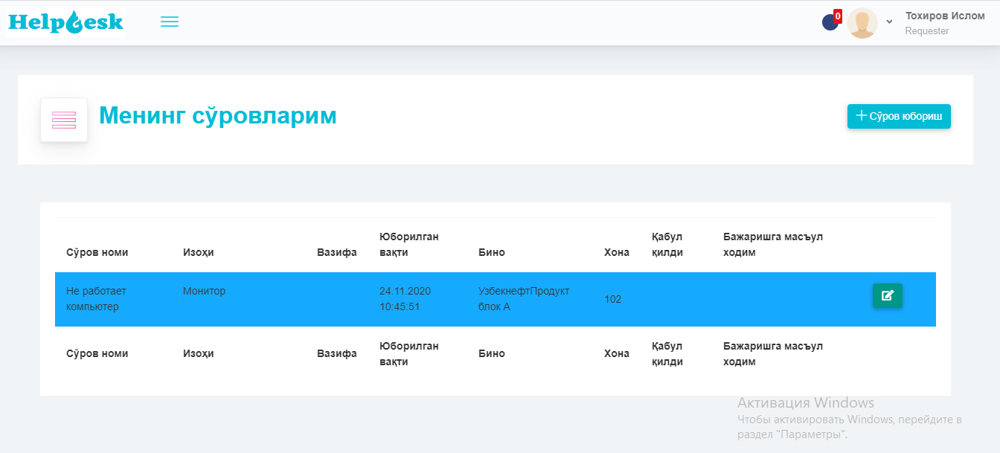 Helpdesk
0
Тохиров Ислом
Requester
Менинг сўровларим
Сўров юбориш
Сўров номи
Изоҳи
Вазифа
Юборилган
вақти
Бино
Хона
Қабул
қилди
Бажаришга масъул
ходим
Не работает
компьютер
Монитор
24.11.2020
10:45:51
УзбекнефтПродукт
блок А
102
Сўров номи
Изоҳи
Вазифа
Юборилган
вақти
Бино
Хона
Қабул
қилди
Бажаришга масъул
ходим
Активация Windows
Чтобы активировать Windows, перейдите в
раздел "Параметры".